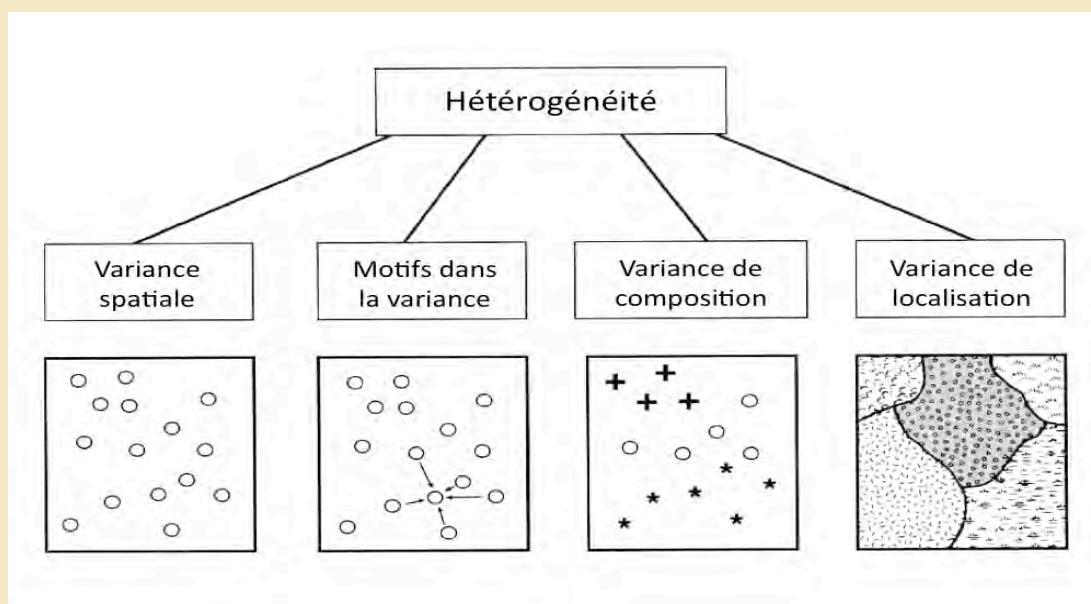 Hétérogénéité
Variance
spatiale
Motifs dans
la variance
Variance de
composition
Variance de
localisation